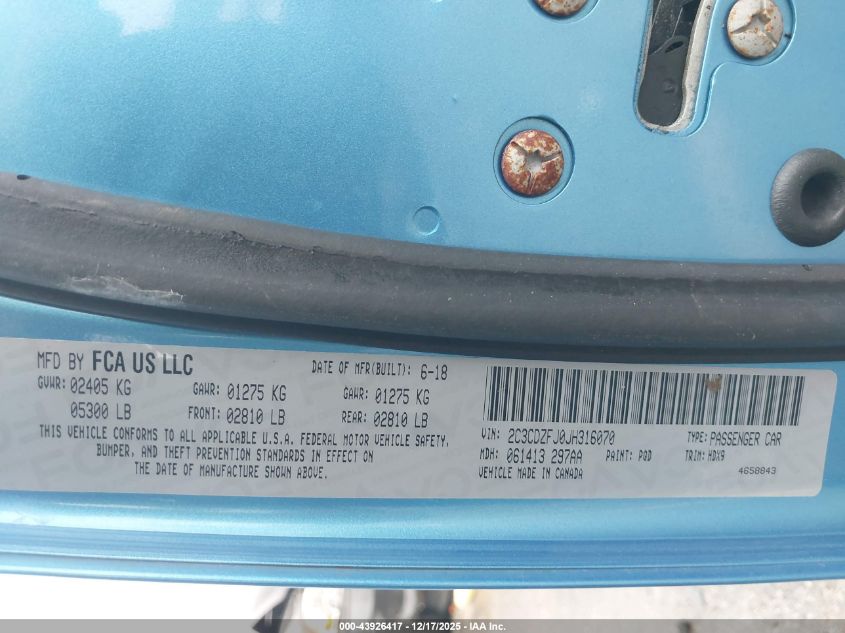 MFD BY FCA US LLC
DATE OF MFR(BUILT): 6-18
GVWR: 02405 KG
GAWR: 01275 KG
GAWR: 01275 KG
05300 LB
FRONT: 02810 LB
REAR: 02810 LB
THIS VEHICLE CONFORMS TO ALL APPLICABLE U.S.A. FEDERAL MOTOR VEHICLE SAFETY,
BUMPER, AND THEFT PREVENTION STANDARDS IN EFFECT ON
THE DATE OF MANUFACTURE SHOWN ABOVE.
VIN: 2C3CDZFJ0JH316070
TYPE: PASSENGER CAR
MDH: 061413 297AA
PAINT: PQD
TRIM: HDX9
VEHICLE MADE IN CANADA
4658843
000-43926417 - 12/17/2025 - IAA Inc.